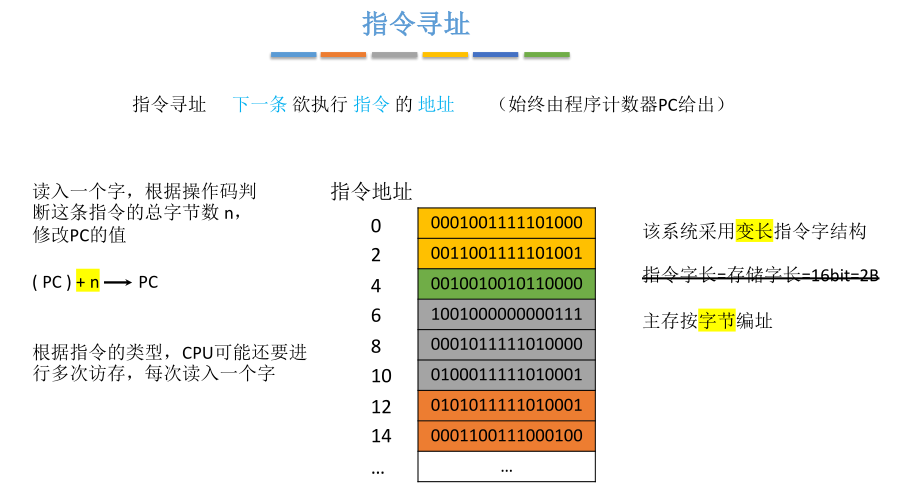 指令寻址
指令寻址 下一条 欲执行 指令 的 地址 （始终由程序计数器PC给出）
读入一个字，根据操作码判
断这条指令的总字节数 n，
修改PC的值
( PC ) + n → PC
根据指令的类型，CPU可能还要进
行多次访存，每次读入一个字
指令地址
0 0001001111101000
2 0011001111101001
4 0010010010110000
6 1001000000000111
8 0001011111010000
10 0100011111010001
12 0101011111010001
14 0001100111000100
… …
该系统采用变长指令字结构
指令字长=存储字长=16bit=2B
主存按字节编址